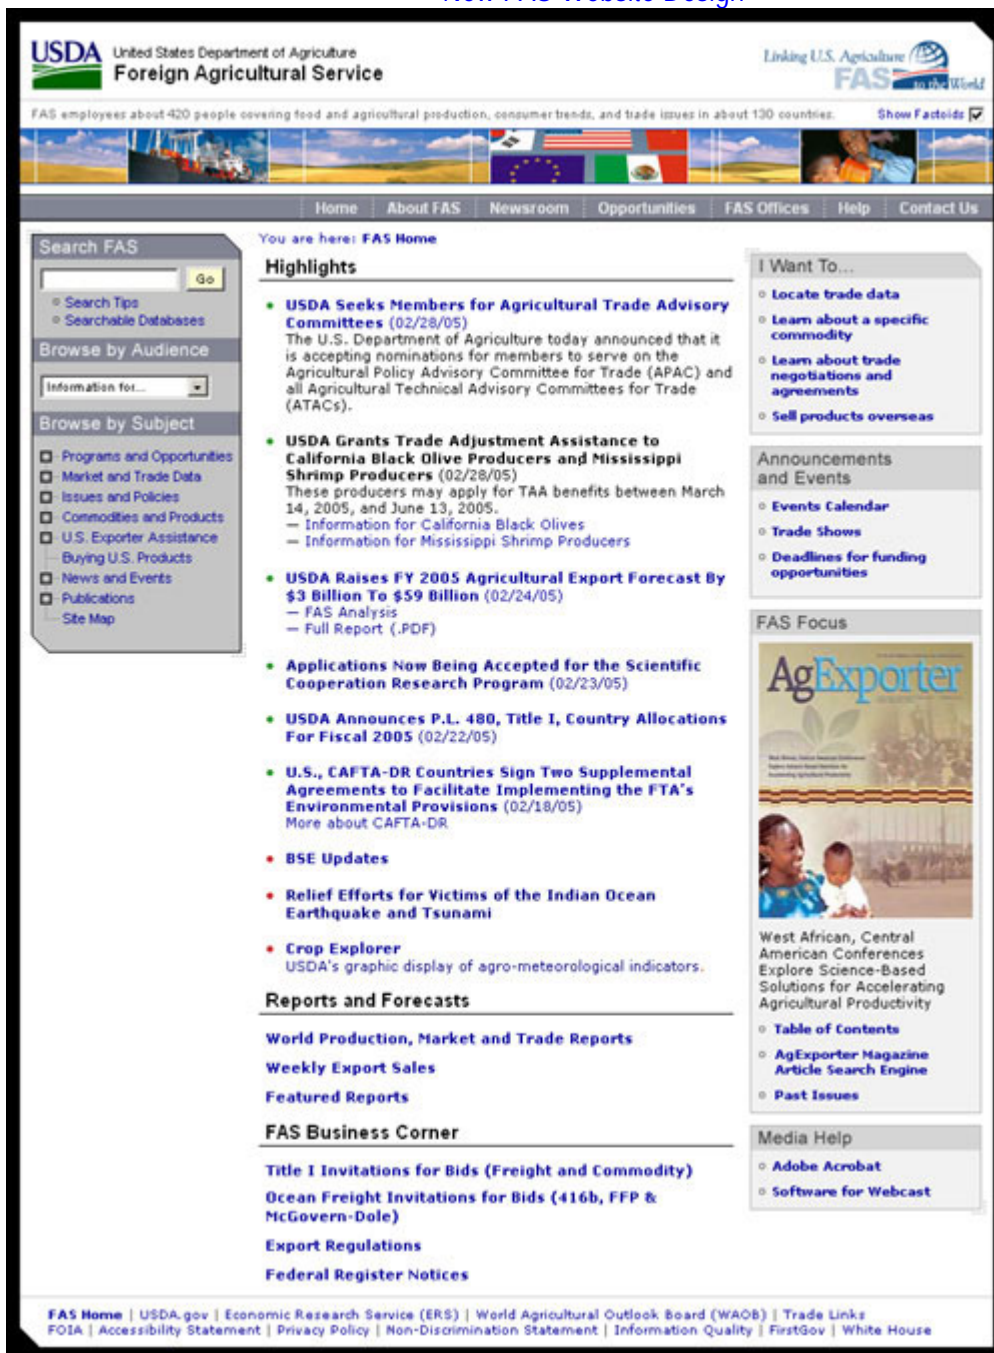 New FAS Website Design
USDA
United States Department of Agriculture
Foreign Agricultural Service
Linking U.S. Agriculture
FAS
to the World
FAS employees about 420 people covering food and agricultural production, consumer trends, and trade issues in about 130 countries.
Show Factoids
Home
About FAS
Newsroom
Opportunities
FAS Offices
Help
Contact Us
Search FAS
Go
Search Tips
Searchable Databases
Browse by Audience
Information for...
Browse by Subject
Programs and Opportunities
Market and Trade Data
Issues and Policies
Commodities and Products
U.S. Exporter Assistance
Buying U.S. Products
News and Events
Publications
Site Map
You are here: FAS Home
Highlights
• USDA Seeks Members for Agricultural Trade Advisory
Committees (02/28/05)
The U.S. Department of Agriculture today announced that it
is accepting nominations for members to serve on the
Agricultural Policy Advisory Committee for Trade (APAC) and
all Agricultural Technical Advisory Committees for Trade
(ATACs).
• USDA Grants Trade Adjustment Assistance to
California Black Olive Producers and Mississippi
Shrimp Producers (02/28/05)
These producers may apply for TAA benefits between March
14, 2005, and June 13, 2005.
— Information for California Black Olives
— Information for Mississippi Shrimp Producers
• USDA Raises FY 2005 Agricultural Export Forecast By
$3 Billion To $59 Billion (02/24/05)
— FAS Analysis
— Full Report (.PDF)
• Applications Now Being Accepted for the Scientific
Cooperation Research Program (02/23/05)
• USDA Announces P.L. 480, Title I, Country Allocations
For Fiscal 2005 (02/22/05)
• U.S., CAFTA-DR Countries Sign Two Supplemental
Agreements to Facilitate Implementing the FTA's
Environmental Provisions (02/18/05)
More about CAFTA-DR
• BSE Updates
• Relief Efforts for Victims of the Indian Ocean
Earthquake and Tsunami
• Crop Explorer
USDA's graphic display of agro-meteorological indicators.
Reports and Forecasts
World Production, Market and Trade Reports
Weekly Export Sales
Featured Reports
FAS Business Corner
Title I Invitations for Bids (Freight and Commodity)
Ocean Freight Invitations for Bids (416b, FFP &
McGovern-Dole)
Export Regulations
Federal Register Notices
I Want To...
Locate trade data
Learn about a specific
commodity
Learn about trade
negotiations and
agreements
Sell products overseas
Announcements
and Events
Events Calendar
Trade Shows
Deadlines for funding
opportunities
FAS Focus
AgExporter
West African, Central
American Conferences
Explore Science-Based
Solutions for Accelerating
Agricultural Productivity
Table of Contents
AgExporter Magazine
Article Search Engine
Past Issues
Media Help
Adobe Acrobat
Software for Webcast
FAS Home | USDA.gov | Economic Research Service (ERS) | World Agricultural Outlook Board (WAOB) | Trade Links
FOIA | Accessibility Statement | Privacy Policy | Non-Discrimination Statement | Information Quality | FirstGov | White House